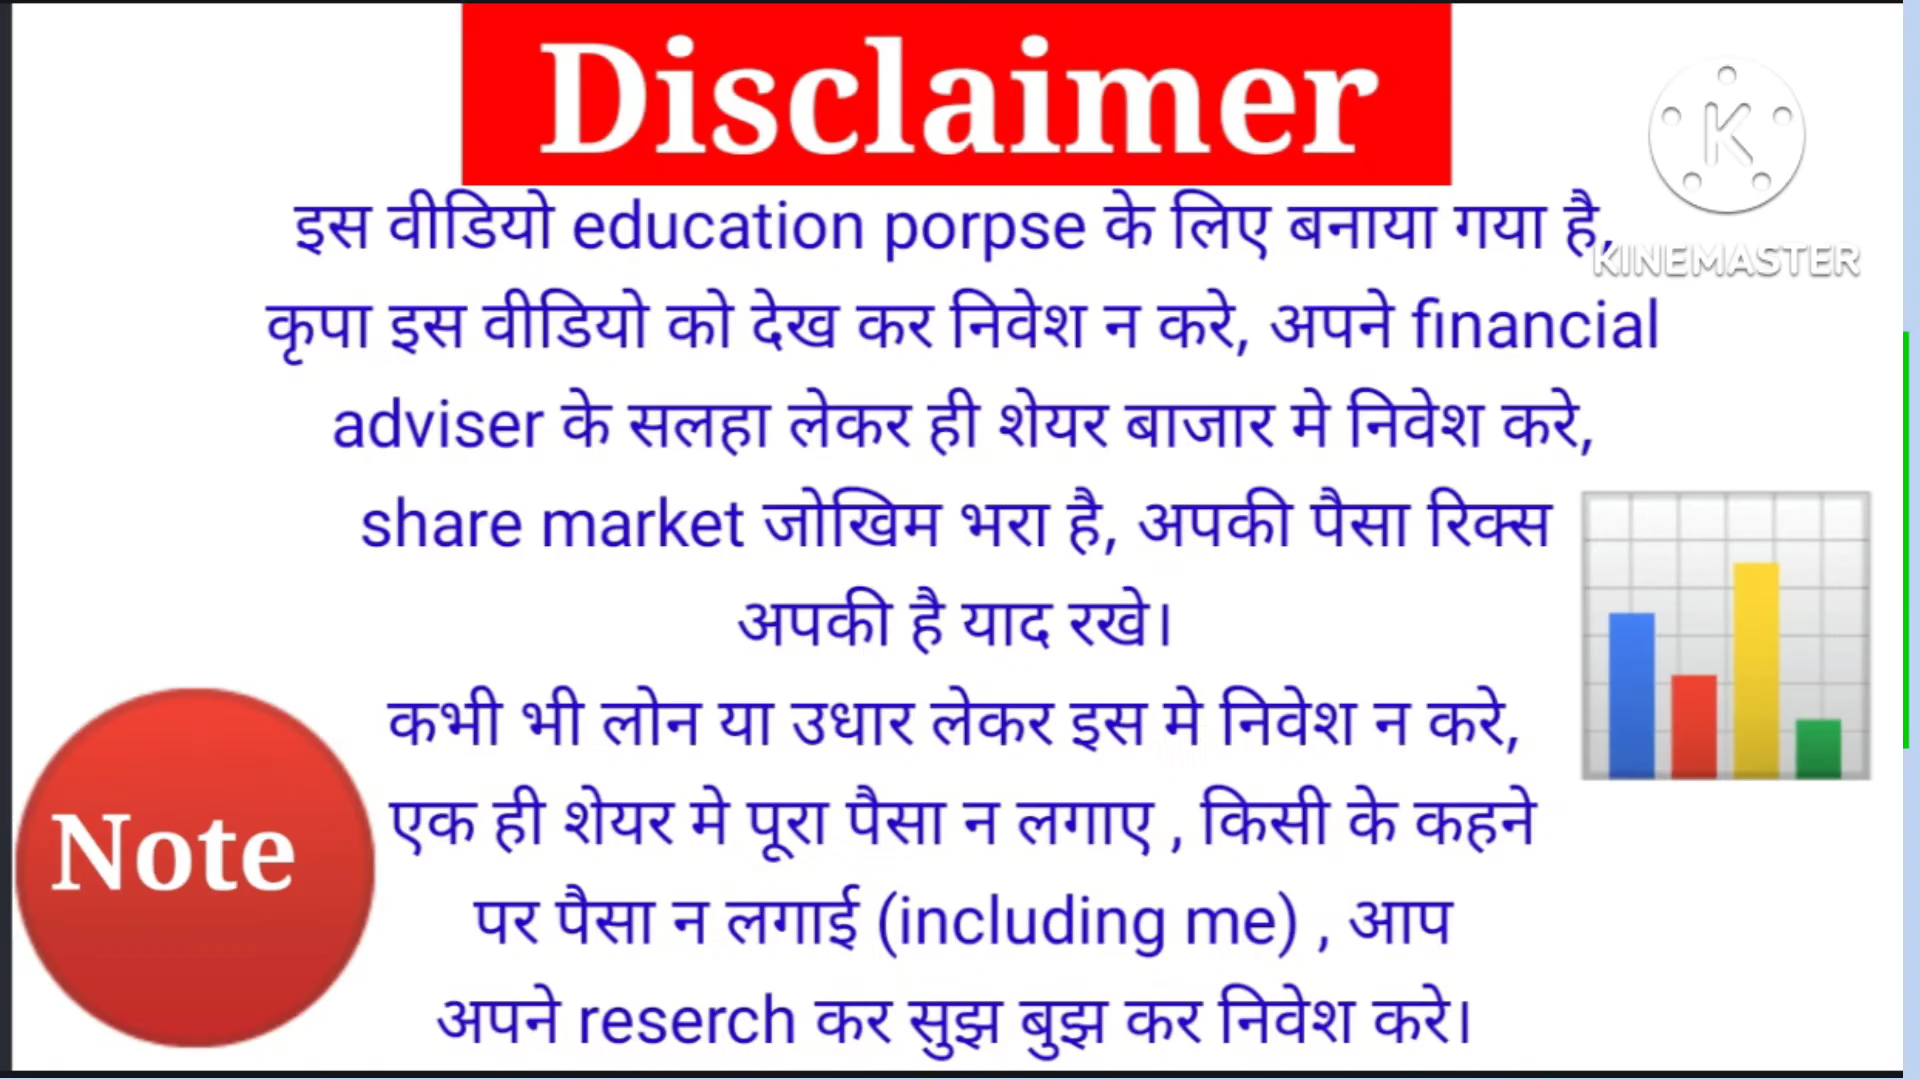 Disclaimer
K
KINEMASTER
इस वीडियो education porpse के लिए बनाया गया है,
कृपा इस वीडियो को देख कर निवेश न करे, अपने financial
adviser के सलहा लेकर ही शेयर बाजार मे निवेश करे,
share market जोखिम भरा है, अपकी पैसा रिक्स
अपकी है याद रखे।
कभी भी लोन या उधार लेकर इस मे निवेश न करे,
एक ही शेयर मे पूरा पैसा न लगाए , किसी के कहने
पर पैसा न लगाई (including me) , आप
अपने reserch कर सुझ बुझ कर निवेश करे।
Note